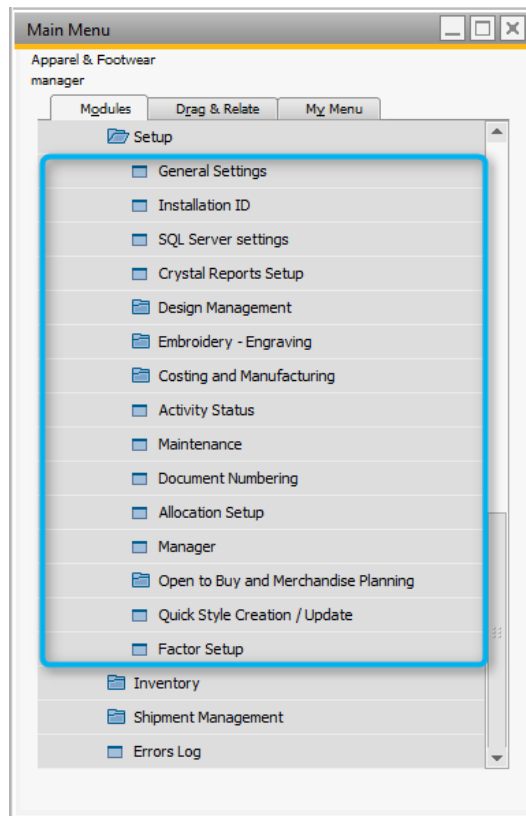 Main Menu
Apparel & Footwear
manager
Modules
Drag & Relate
My Menu
Setup
General Settings
Installation ID
SQL Server settings
Crystal Reports Setup
Design Management
Embroidery - Engraving
Costing and Manufacturing
Activity Status
Maintenance
Document Numbering
Allocation Setup
Manager
Open to Buy and Merchandise Planning
Quick Style Creation / Update
Factor Setup
Inventory
Shipment Management
Errors Log